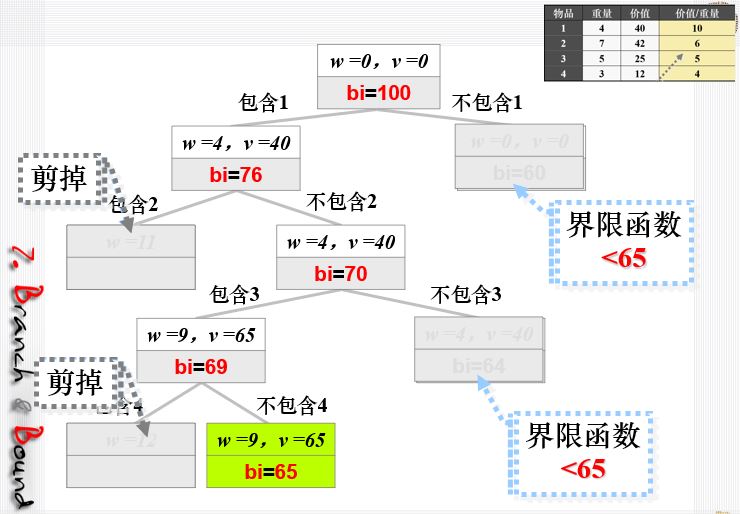 物品 重量 价值 价值/重量
1 4 40 10
2 7 42 6
3 5 25 5
4 3 12 4
w=0，v=0
bi=100
包含1
不包含1
w=4，v=40
bi=76
w=0，v=0
bi=60
剪掉
包含2
不包含2
界限函数
<65
w=11
w=4，v=40
bi=70
包含3
不包含3
w=9，v=65
bi=69
w=4，v=40
bi=64
剪掉
包含4
不包含4
界限函数
<65
w=12
w=9，v=65
bi=65
7. Branch & Bound